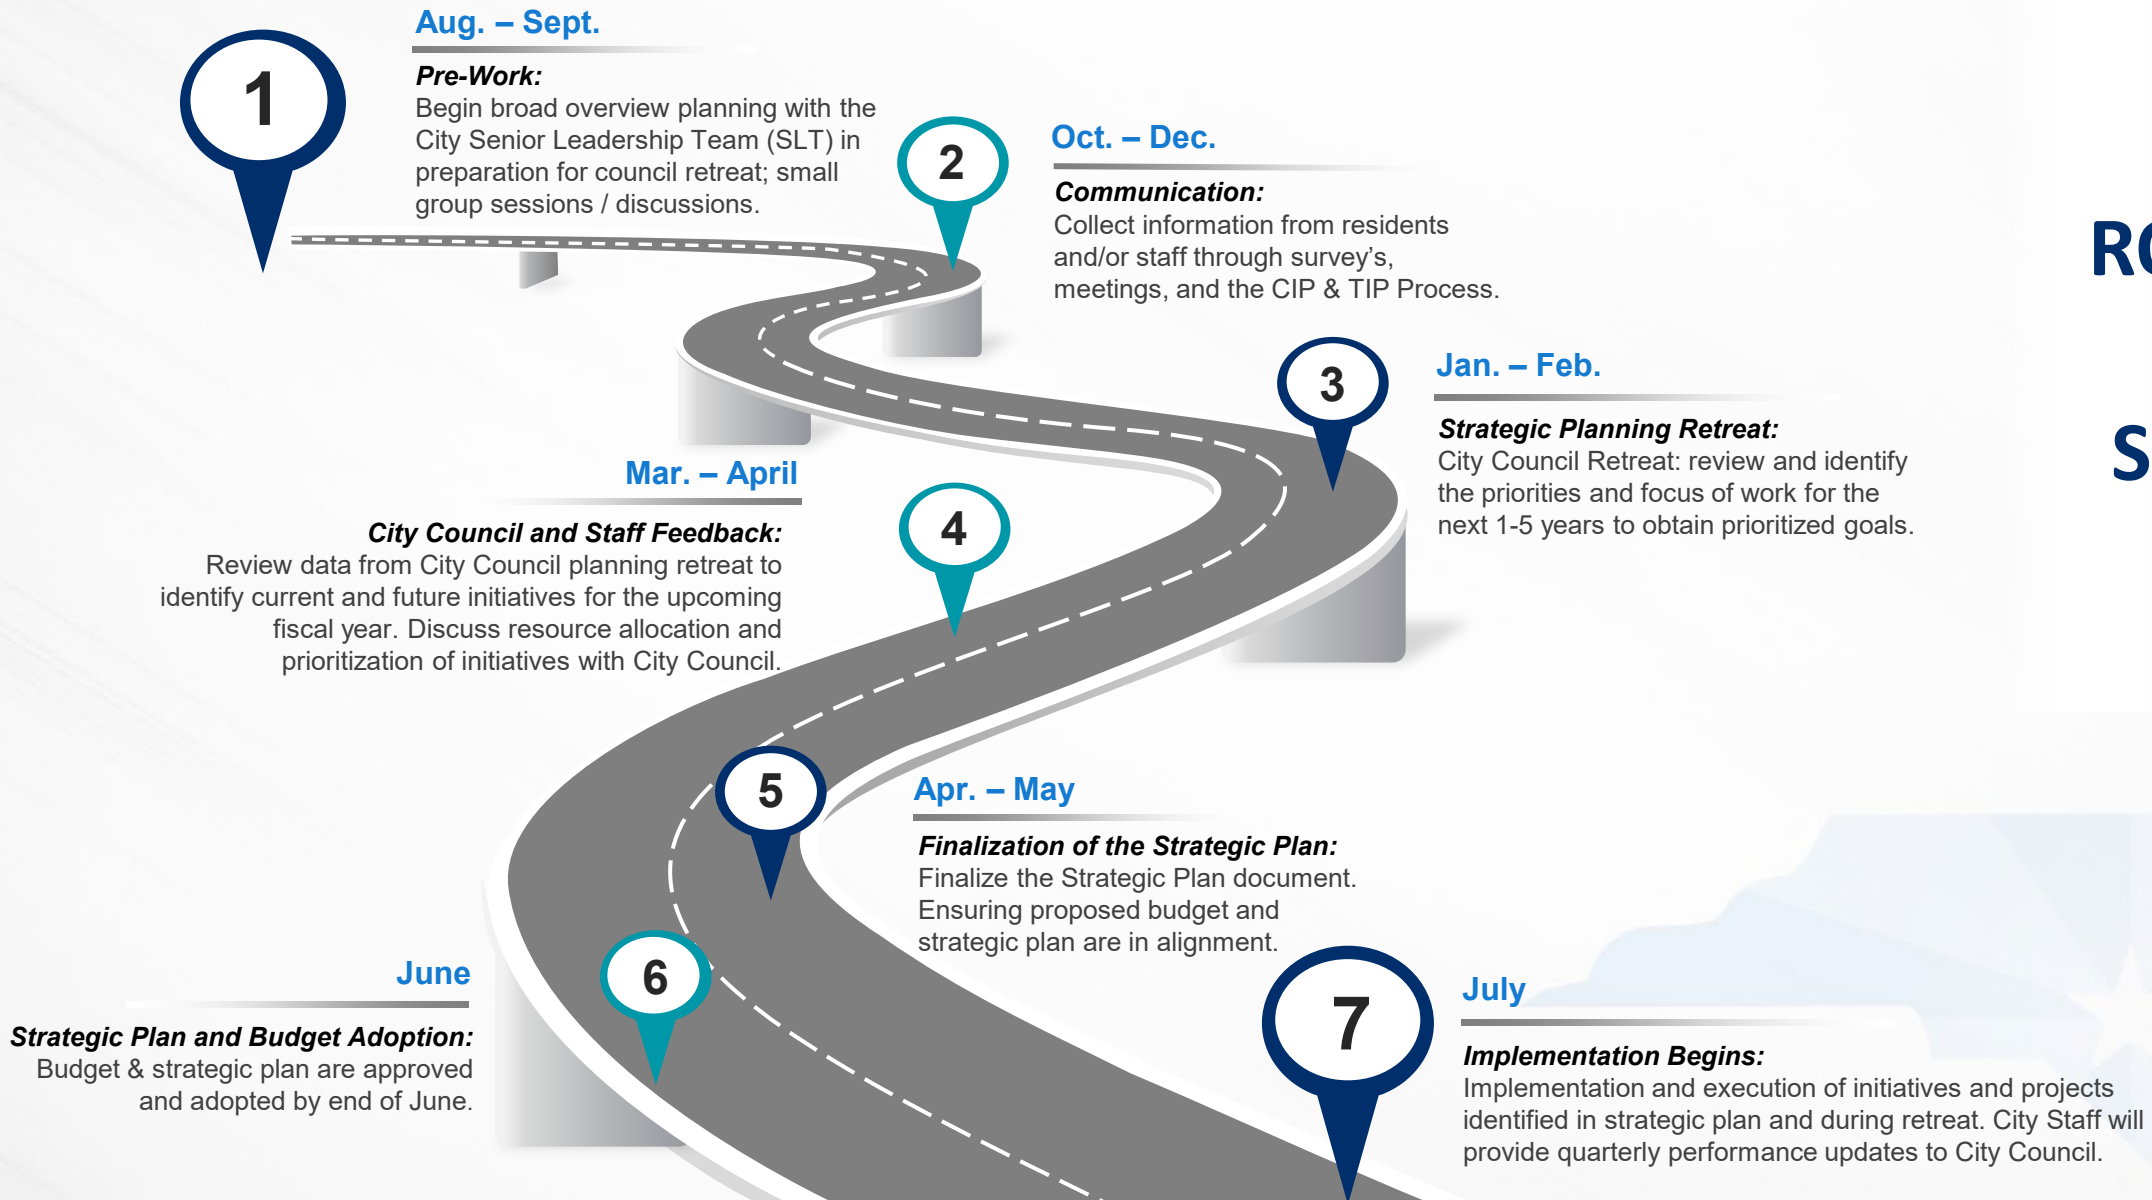 1
Aug. – Sept.
Pre-Work:
Begin broad overview planning with the
City Senior Leadership Team (SLT) in
preparation for council retreat; small
group sessions / discussions.
2
Oct. – Dec.
Communication:
Collect information from residents
and/or staff through survey's,
meetings, and the CIP & TIP Process.
3
Jan. – Feb.
Strategic Planning Retreat:
City Council Retreat: review and identify
the priorities and focus of work for the
next 1-5 years to obtain prioritized goals.
4
Mar. – April
City Council and Staff Feedback:
Review data from City Council planning retreat to
identify current and future initiatives for the upcoming
fiscal year. Discuss resource allocation and
prioritization of initiatives with City Council.
5
Apr. – May
Finalization of the Strategic Plan:
Finalize the Strategic Plan document.
Ensuring proposed budget and
strategic plan are in alignment.
6
June
Strategic Plan and Budget Adoption:
Budget & strategic plan are approved
and adopted by end of June.
7
July
Implementation Begins:
Implementation and execution of initiatives and projects
identified in strategic plan and during retreat. City Staff will
provide quarterly performance updates to City Council.